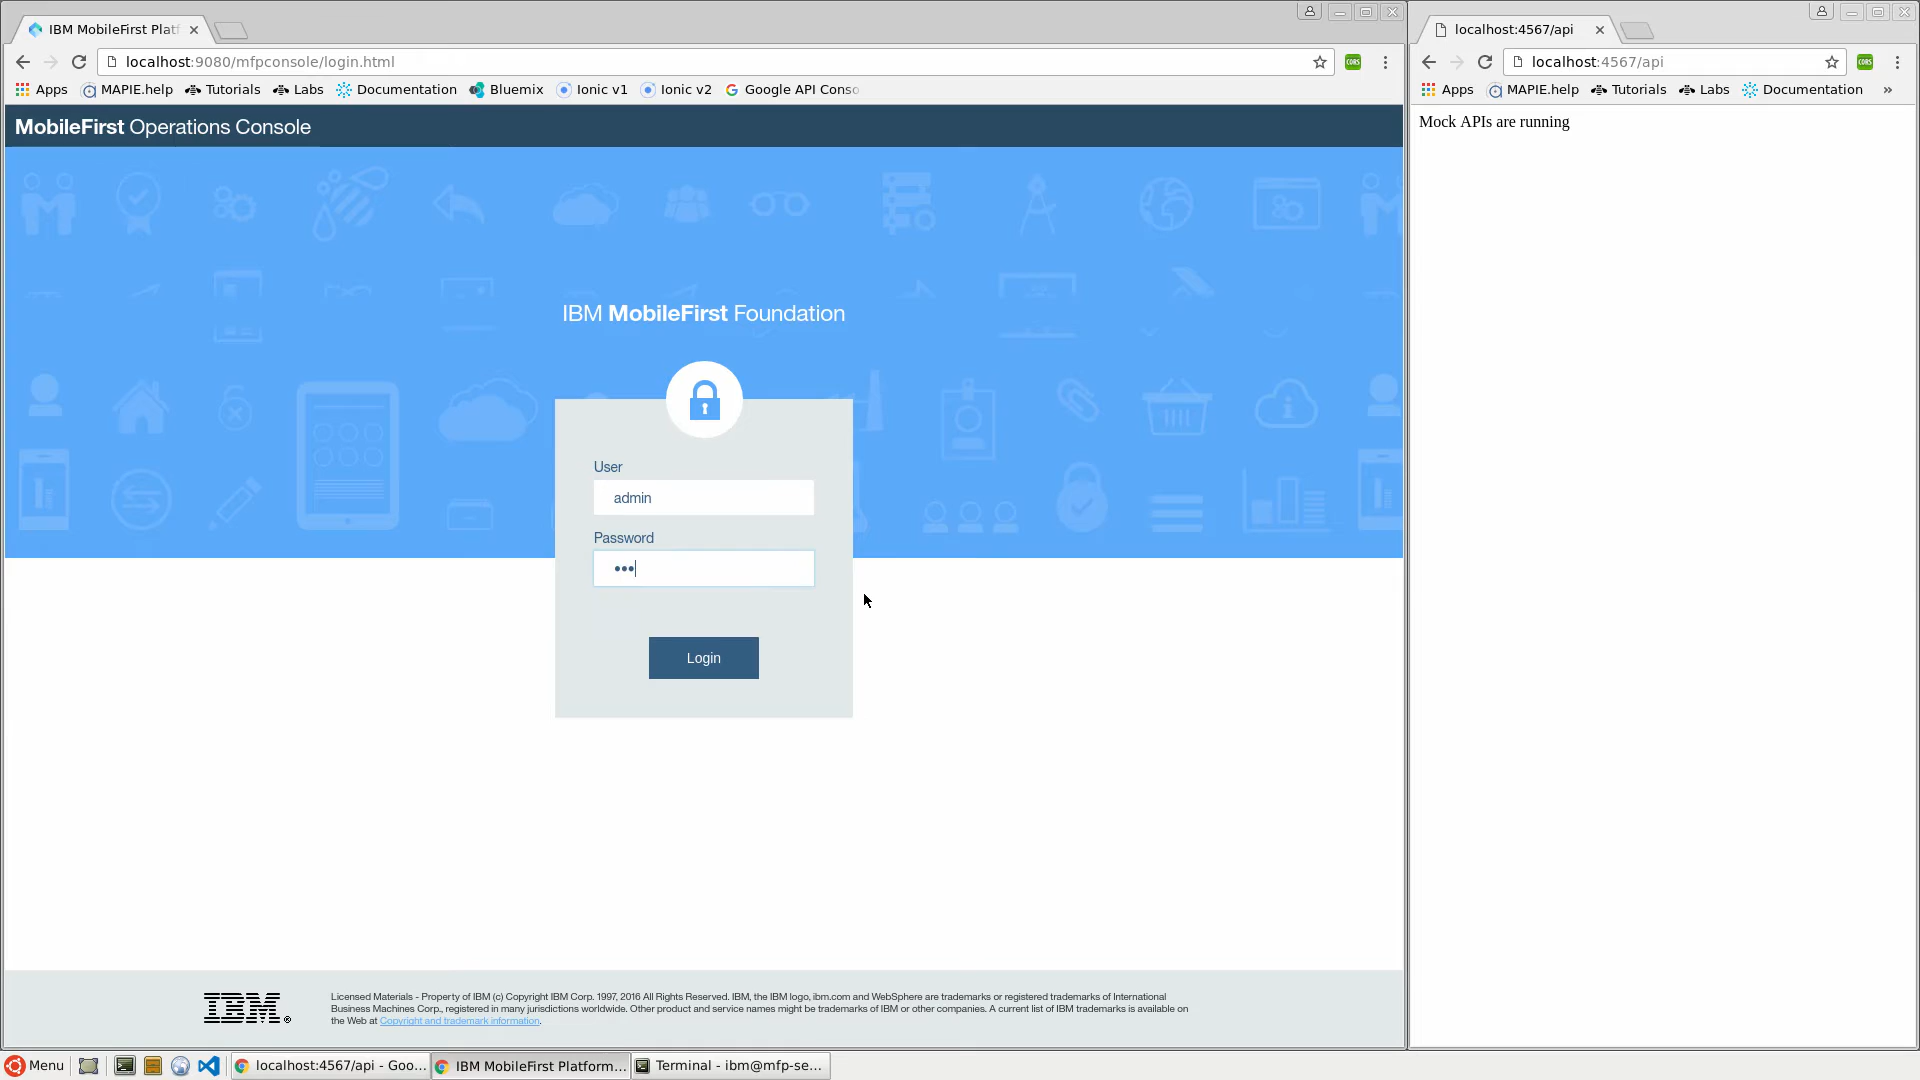 IBM MobileFirst Platf
localhost:9080/mfpconsole/login.html
Apps MAPIE.help Tutorials Labs Documentation Bluemix Ionic v1 Ionic v2 Google API Conso
MobileFirst Operations Console
IBM MobileFirst Foundation
User
admin
Password
•••
Login
IBM®
Licensed Materials - Property of IBM (c) Copyright IBM Corp. 1997, 2016 All Rights Reserved. IBM, the IBM logo, ibm.com and WebSphere are trademarks or registered trademarks of International
Business Machines Corp., registered in many jurisdictions worldwide. Other product and service names might be trademarks of IBM or other companies. A current list of IBM trademarks is available on
the Web at Copyright and trademark information.
localhost:4567/api
localhost:4567/api
CORS
Apps MAPIE.help Tutorials Labs Documentation »
Mock APIs are running
Menu localhost:4567/api - Goo... IBM MobileFirst Platform... Terminal - ibm@mfp-se...